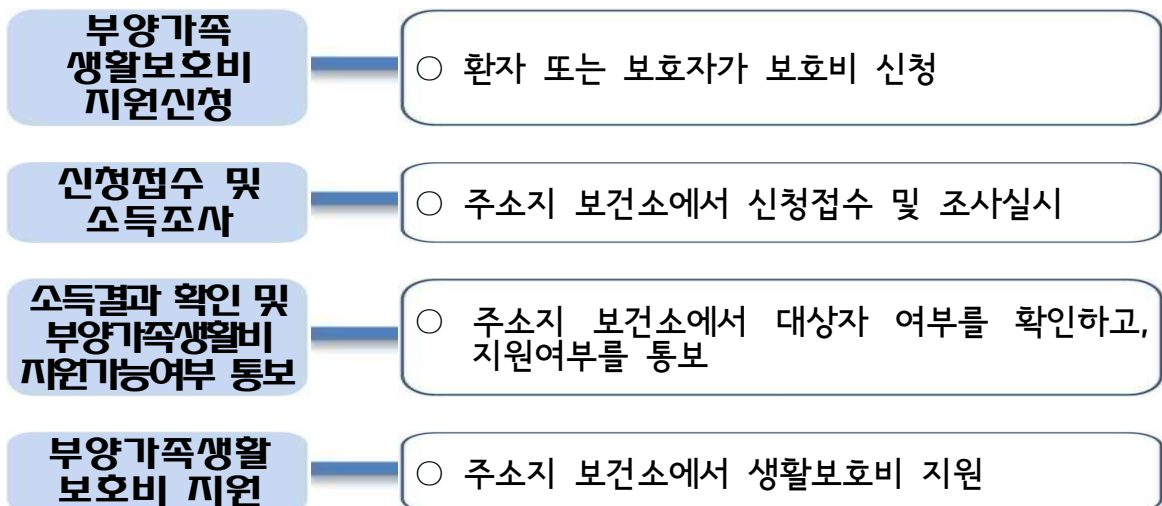 부양가족
생활보호비
지원신청
○ 환자 또는 보호자가 보호비 신청
신청접수 및
소득조사
○ 주소지 보건소에서 신청접수 및 조사실시
소득결과 확인 및
부양가족생활비
지원가능여부 통보
○ 주소지 보건소에서 대상자 여부를 확인하고,
지원여부를 통보
부양가족생활
보호비 지원
○ 주소지 보건소에서 생활보호비 지원